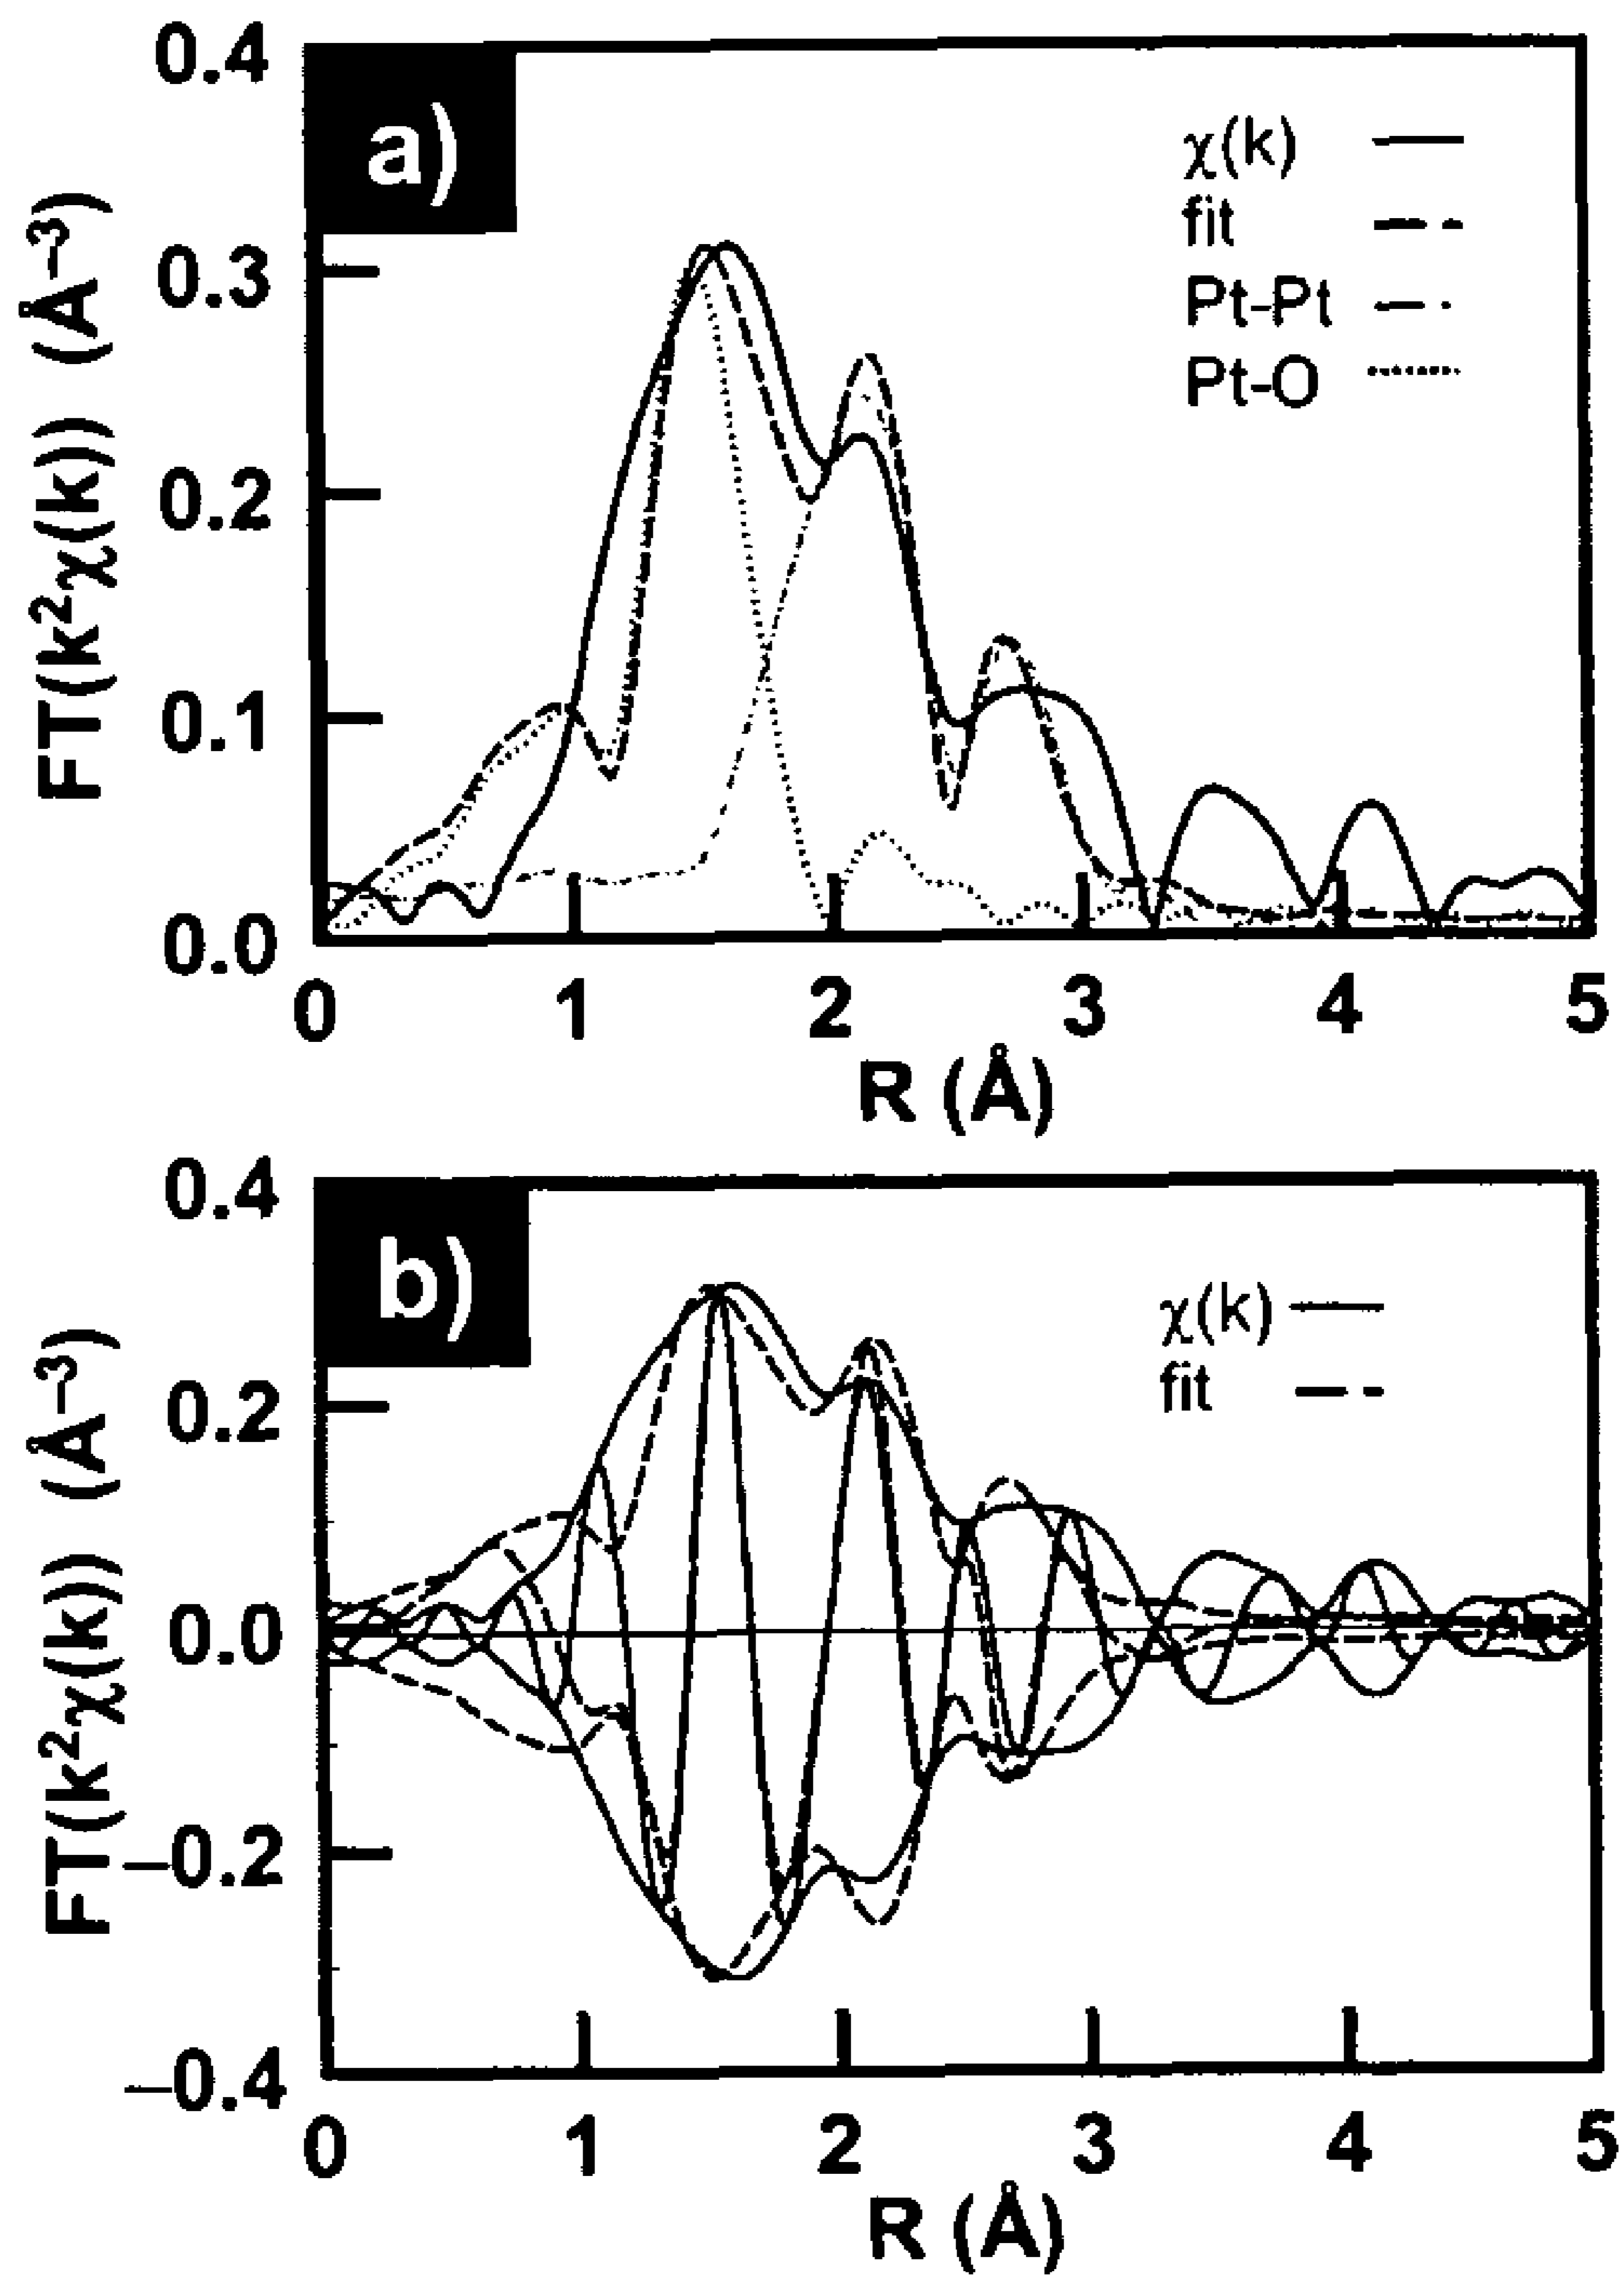 a)
0.4
0.3
0.2
0.1
0.0
FT(k²χ(k)) (Å⁻³)
χ(k)
fit
Pt-Pt
Pt-O
0 1 2 3 4 5
R (Å)
b)
0.4
0.2
0.0
–0.2
–0.4
FT(k²χ(k)) (Å⁻³)
χ(k)
fit
0 1 2 3 4 5
R (Å)